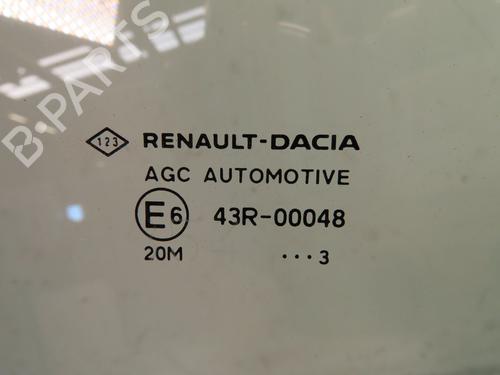 B-PARTS
123 RENAULT-DACIA
AGC AUTOMOTIVE
E6 43R-00048
20M ...3